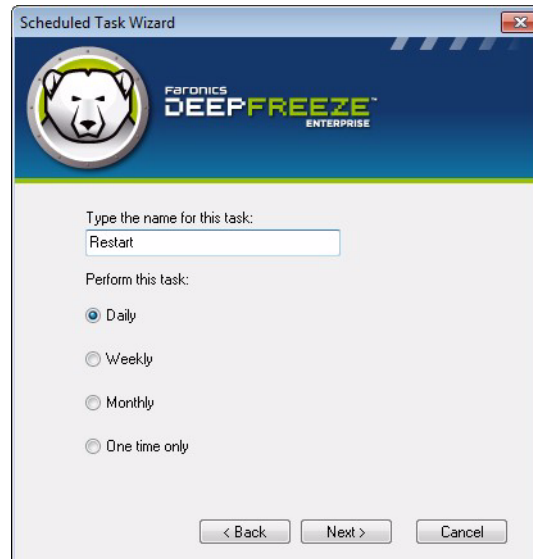 Scheduled Task Wizard
FARONICS
DEEPFREEZE™
ENTERPRISE
Type the name for this task:
Restart
Perform this task:
Daily
Weekly
Monthly
One time only
< Back
Next >
Cancel